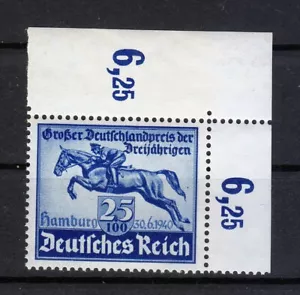 6,25
Großer Deutschlandpreis der
Dreijährigen
6,25
Hamburg 25 30.6.1940
100
Deutsches Reich